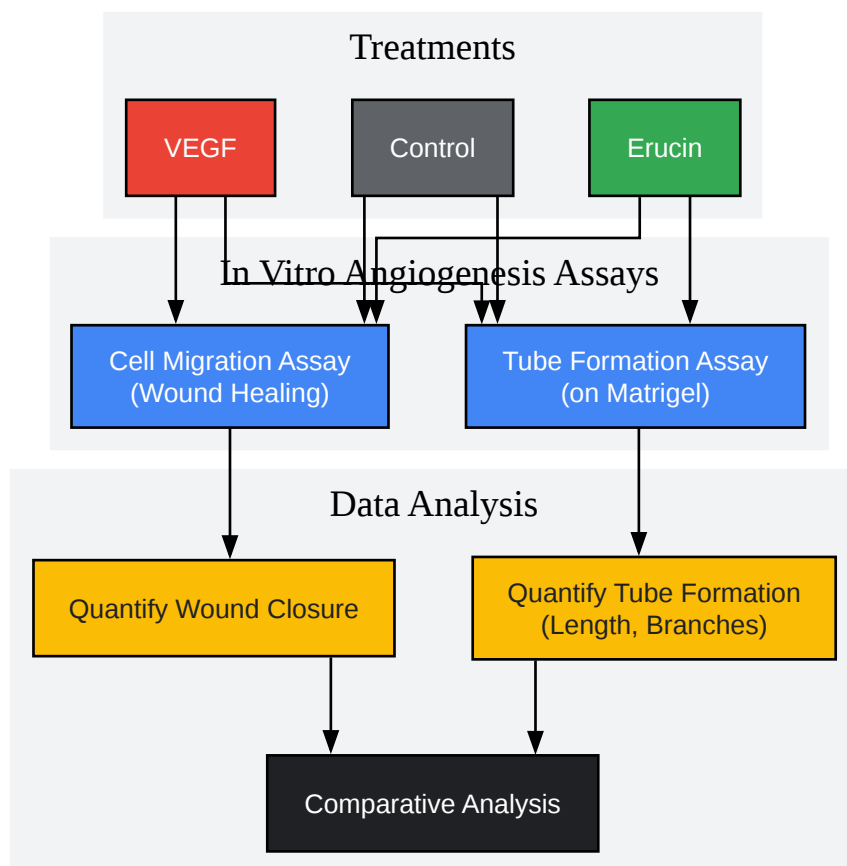 Treatments
VEGF
Control
Erucin
In Vitro Angiogenesis Assays
Cell Migration Assay
(Wound Healing)
Tube Formation Assay
(on Matrigel)
Data Analysis
Quantify Wound Closure
Quantify Tube Formation
(Length, Branches)
Comparative Analysis